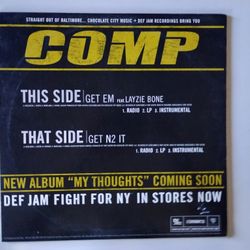 STRAIGHT OUT OF BALTIMORE... CHOCOLATE CITY MUSIC + DEF JAM RECORDINGS BRING YOU
COMP
THIS SIDE GET EM FEAT. LAYZIE BONE
1. RADIO 2. LP 3. INSTRUMENTAL
THAT SIDE GET N2 IT
1. RADIO 2. LP 3. INSTRUMENTAL
NEW ALBUM "MY THOUGHTS" COMING SOON
DEF JAM FIGHT FOR NY IN STORES NOW